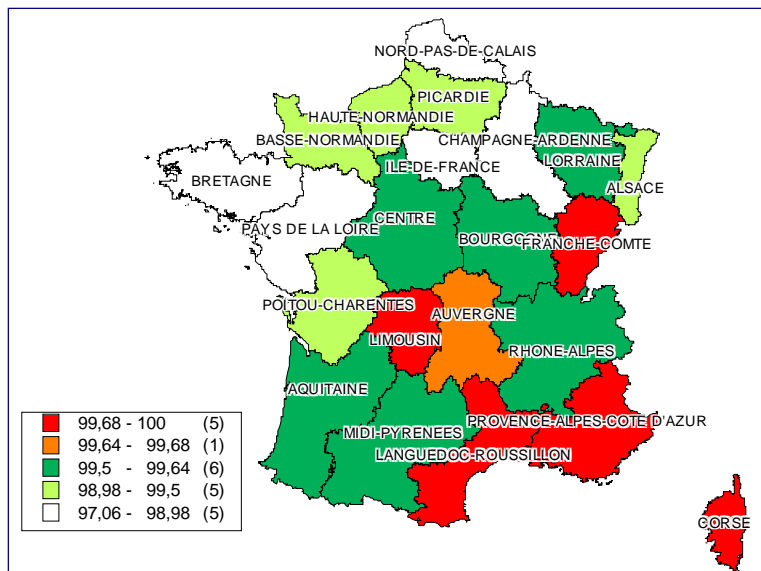 NORD-PAS-DE-CALAIS
PICARDIE
HAUTE-NORMANDIE
BASSE-NORMANDIE
CHAMPAGNE-ARDENNE
ILE-DE-FRANCE
LORRAINE
BRETAGNE
ALSACE
PAYS DE LA LOIRE
CENTRE
BOURGOGNE
FRANCHE-COMTE
POITOU-CHARENTES
AUVERGNE
LIMOUSIN
RHONE-ALPES
AQUITAINE
PROVENCE-ALPES-COTE D'AZUR
MIDI-PYRENEES
LANGUEDOC-ROUSSILLON
CORSE
99,68 - 100 (5)
99,64 - 99,68 (1)
99,5 - 99,64 (6)
98,98 - 99,5 (5)
97,06 - 98,98 (5)